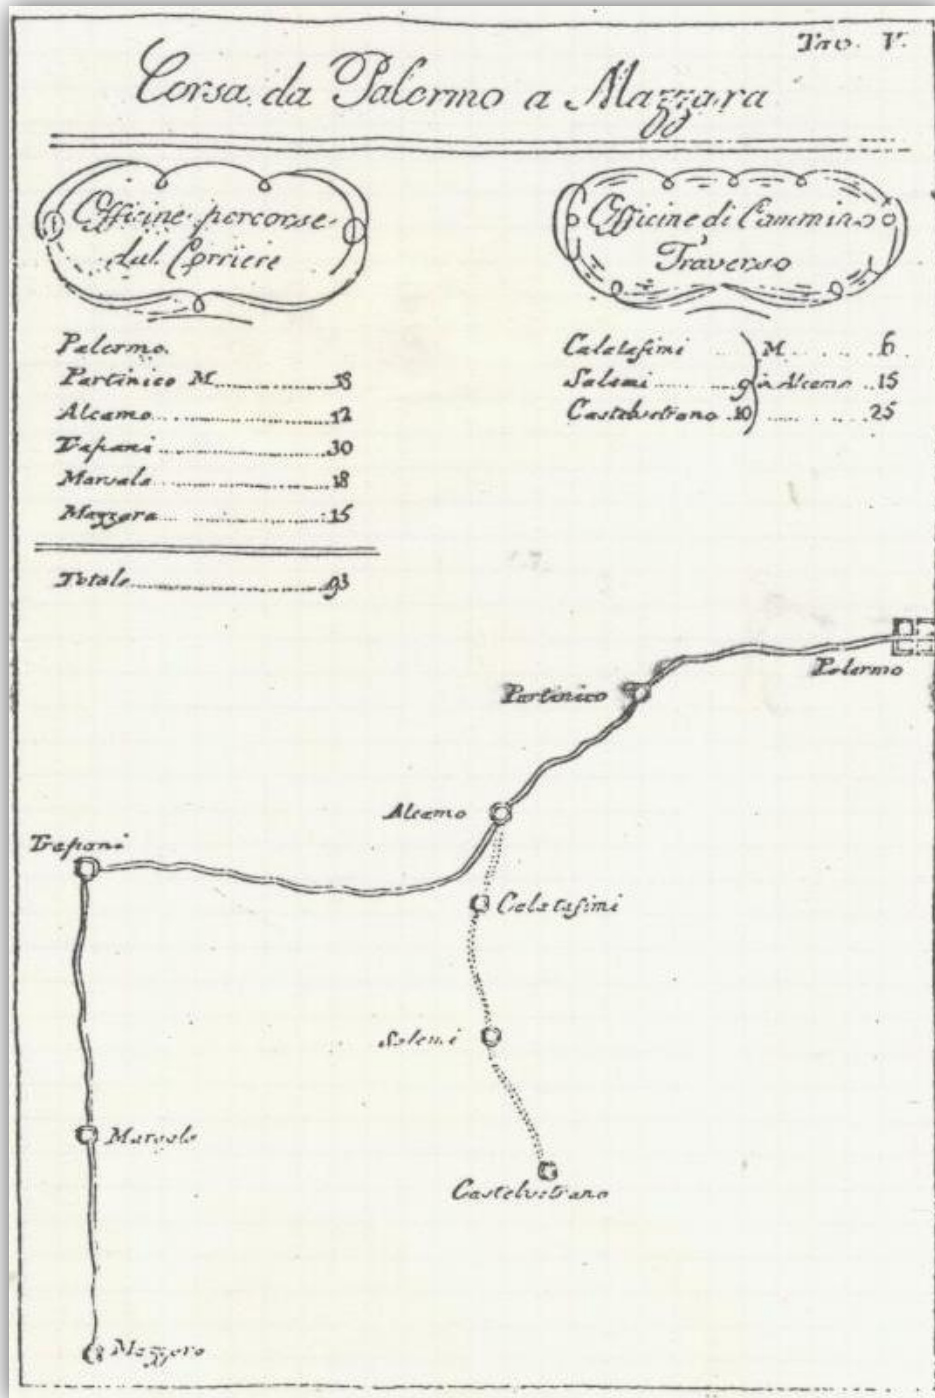 Tav. V.
Corsa da Palermo a Mazzara
Officine percorse
dal Corriere
Palermo.
Partinico M. 18
Alcamo 12
Trapani 30
Marsala 18
Mazzara 15
Totale 93
Officine di Cammino
Traverso
Calatafimi M. 6
Salemi 9 in Alcamo 15
Castelvetrano 10 25
Palermo
Partinico
Alcamo
Trapani
Calatafimi
Salemi
Marsala
Castelvetrano
Mazzara